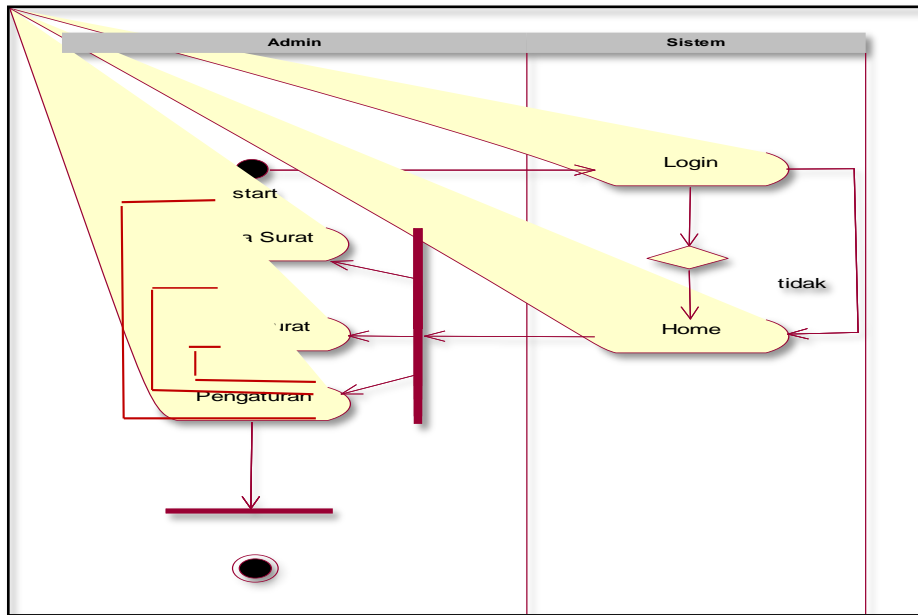 Admin
Sistem
Login
start
a Surat
tidak
urat
Home
Pengaturan